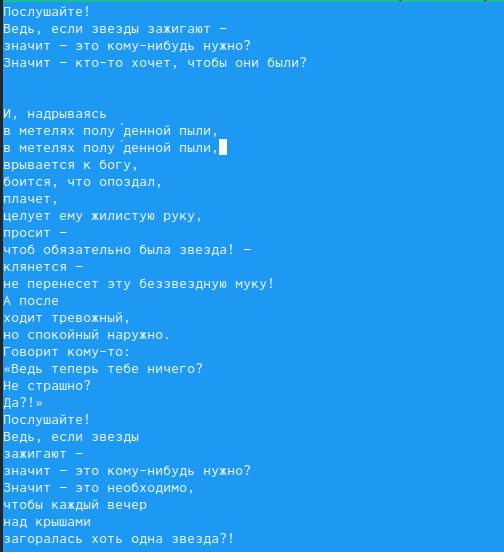 Послушайте!
Ведь, если звезды зажигают –
значит – это кому-нибудь нужно?
Значит – кто-то хочет, чтобы они были?
И, надрываясь
в метелях полу́денной пыли,
в метелях полу́денной пыли,
врывается к богу,
боится, что опоздал,
плачет,
целует ему жилистую руку,
просит –
чтоб обязательно была звезда! –
клянется –
не перенесет эту беззвездную муку!
А после
ходит тревожный,
но спокойный наружно.
Говорит кому-то:
«Ведь теперь тебе ничего?
Не страшно?
Да?!»
Послушайте!
Ведь, если звезды
зажигают –
значит – это кому-нибудь нужно?
Значит – это необходимо,
чтобы каждый вечер
над крышами
загоралась хоть одна звезда?!